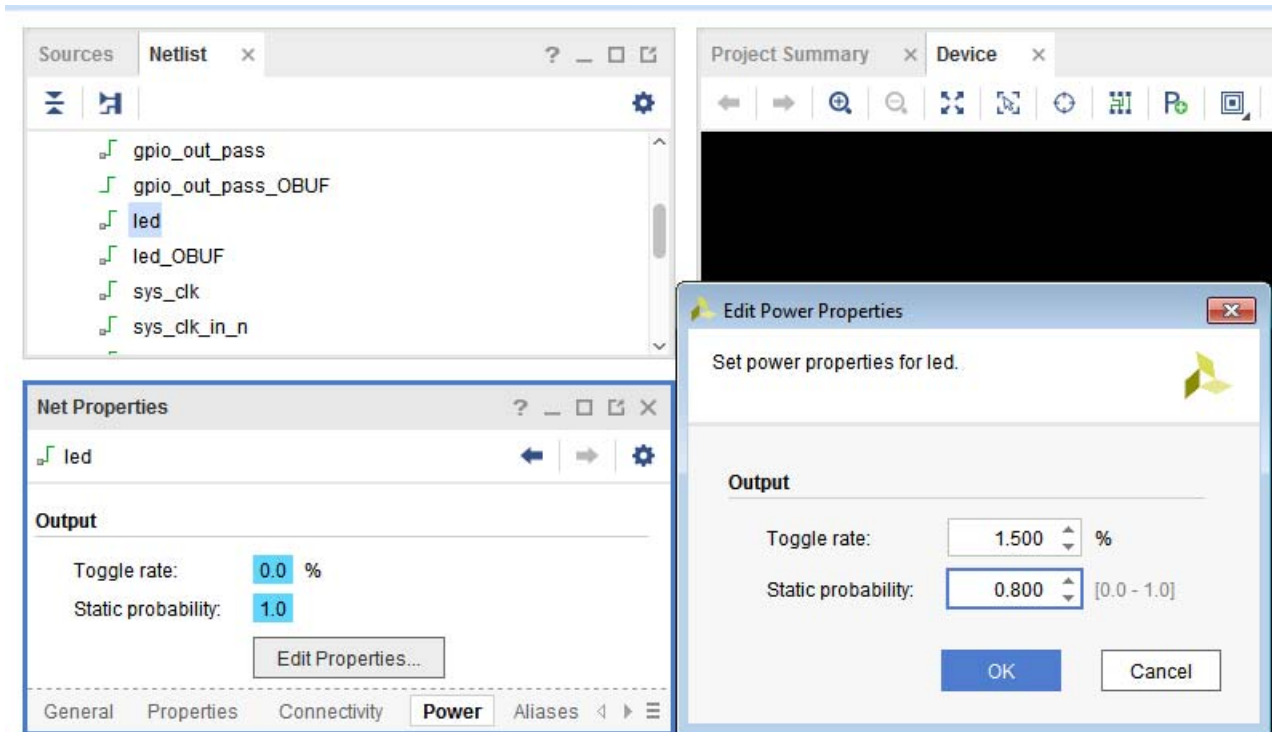 Sources Netlist
gpio_out_pass
gpio_out_pass_OBUF
led
led_OBUF
sys_clk
sys_clk_in_n
Project Summary Device
Net Properties
led
Output
Toggle rate: 0.0 %
Static probability: 1.0
Edit Properties...
General Properties Connectivity Power Aliases
Edit Power Properties
Set power properties for led.
Output
Toggle rate: 1.500 %
Static probability: 0.800 [0.0 - 1.0]
OK Cancel